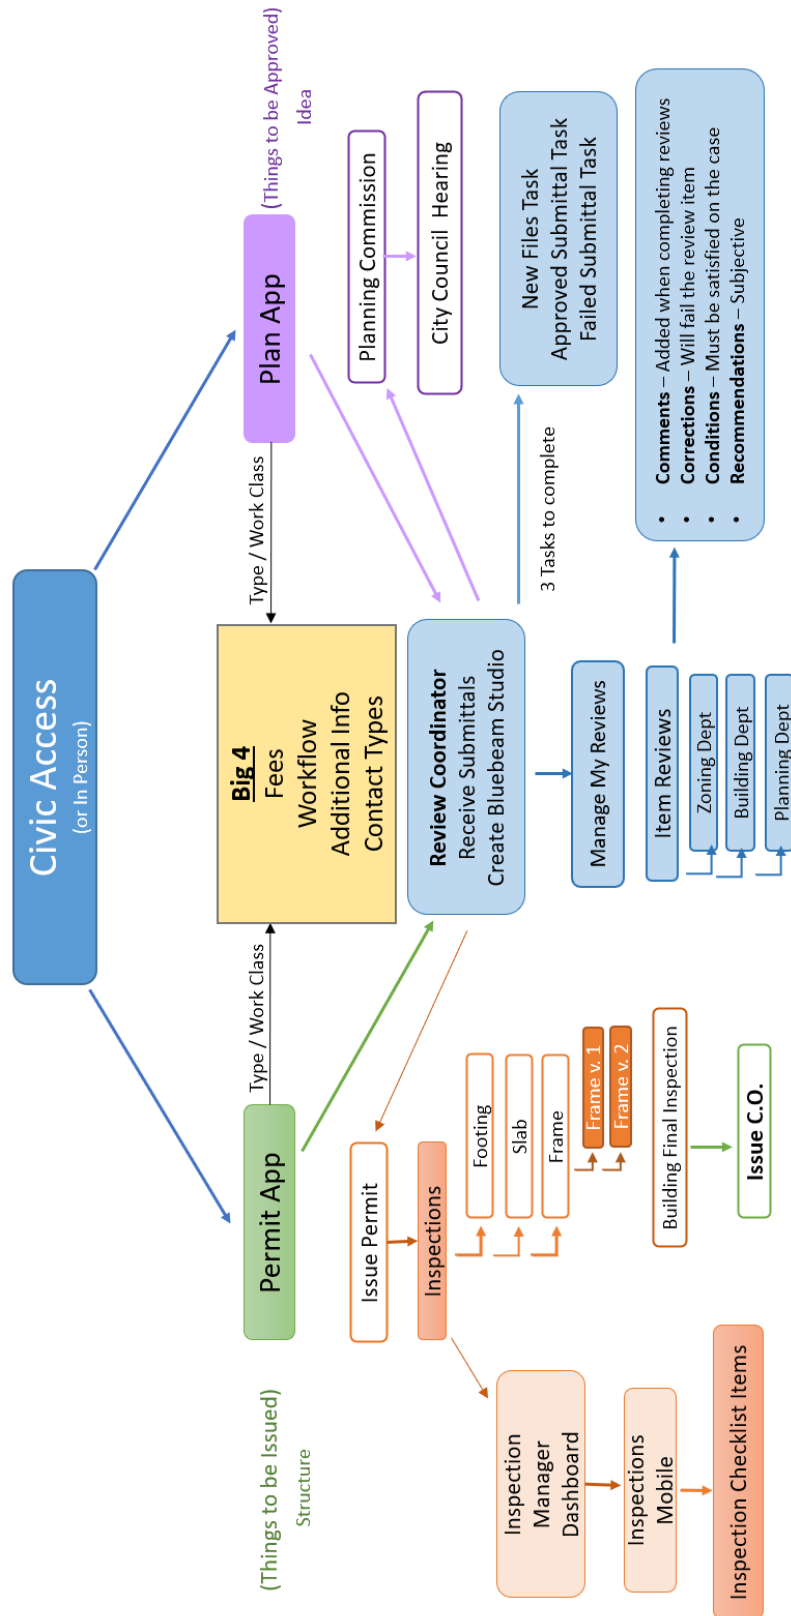 Civic Access
(or In Person)
(Things to be Issued)
Structure
Permit App
Type / Work Class
Big 4
Fees
Workflow
Additional Info
Contact Types
Type / Work Class
Plan App
(Things to be Approved)
Idea
Issue Permit
Inspections
Footing
Slab
Frame
Frame v. 1
Frame v. 2
Building Final Inspection
Issue C.O.
Inspection
Manager
Dashboard
Inspections
Mobile
Inspection Checklist Items
Review Coordinator
Receive Submittals
Create Bluebeam Studio
Manage My Reviews
Item Reviews
Zoning Dept
Building Dept
Planning Dept
Planning Commission
City Council  Hearing
3 Tasks to complete
New Files Task
Approved Submittal Task
Failed Submittal Task
• Comments – Added when completing reviews
• Corrections – Will fail the review item
• Conditions – Must be satisfied on the case
• Recommendations – Subjective